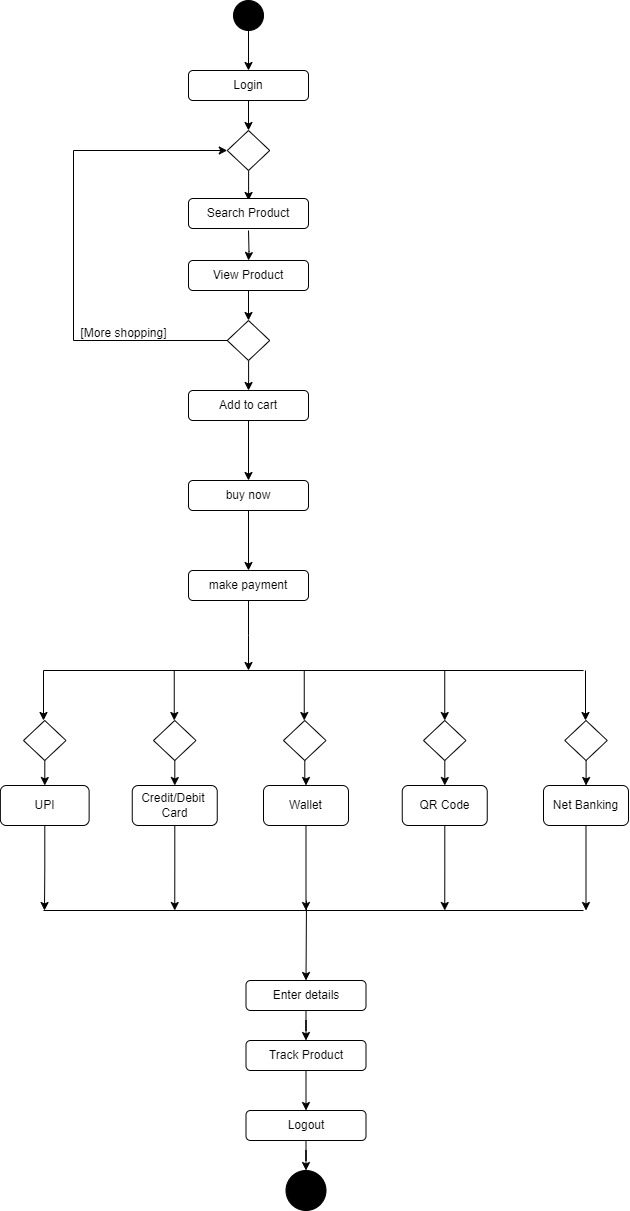 Login
Search Product
View Product
[More shopping]
Add to cart
buy now
make payment
UPI
Credit/Debit
Card
Wallet
QR Code
Net Banking
Enter details
Track Product
Logout